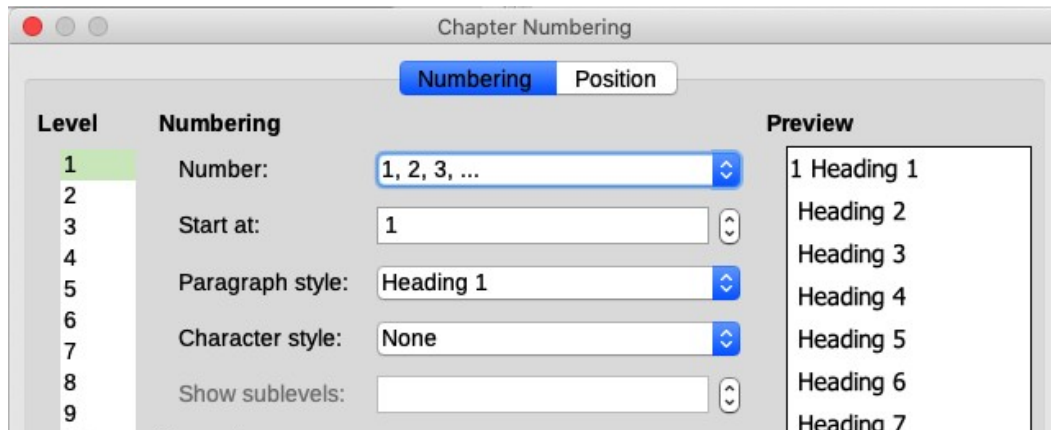 Chapter Numbering
Numbering Position
Level
1
2
3
4
5
6
7
8
9
Numbering
Number: 1, 2, 3, ...
Start at: 1
Paragraph style: Heading 1
Character style: None
Show sublevels:
Preview
1 Heading 1
Heading 2
Heading 3
Heading 4
Heading 5
Heading 6
Heading 7